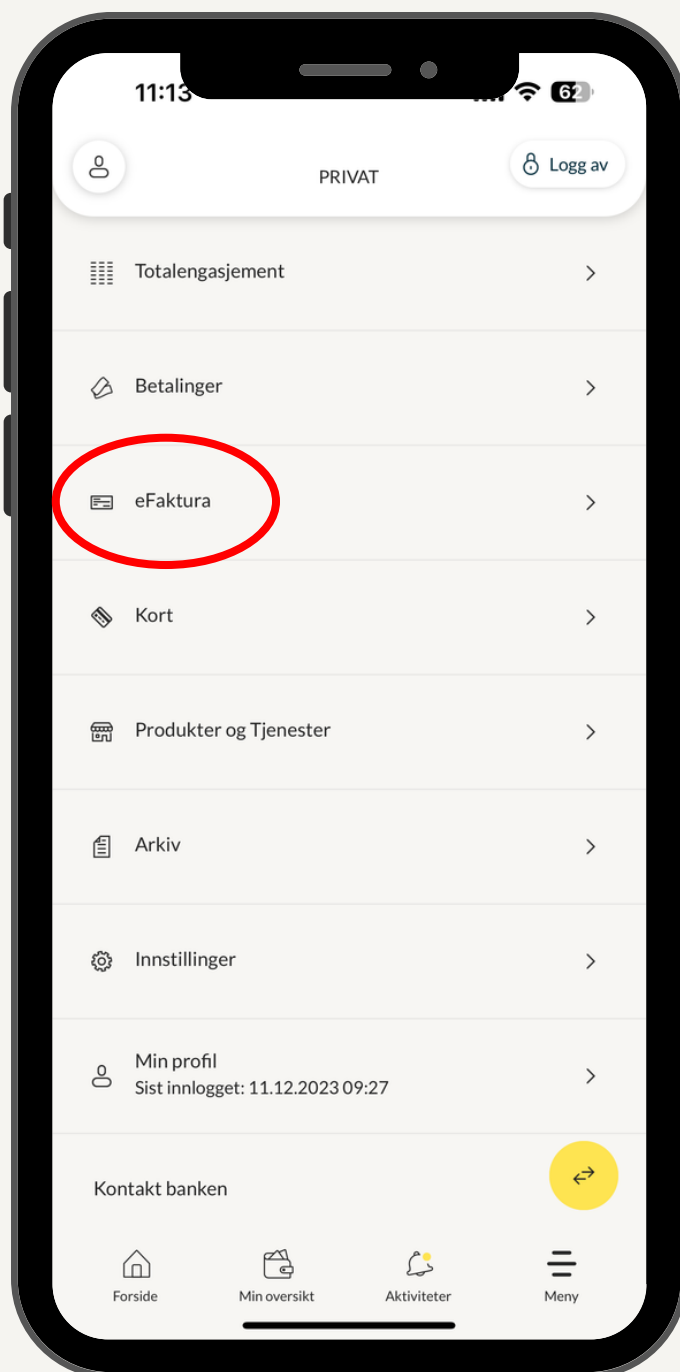 11:13
62
PRIVAT
Logg av
Totalengasjement
Betalinger
eFaktura
Kort
Produkter og Tjenester
Arkiv
Innstillinger
Min profil
Sist innlogget: 11.12.2023 09:27
Kontakt banken
Forside
Min oversikt
Aktiviteter
Meny